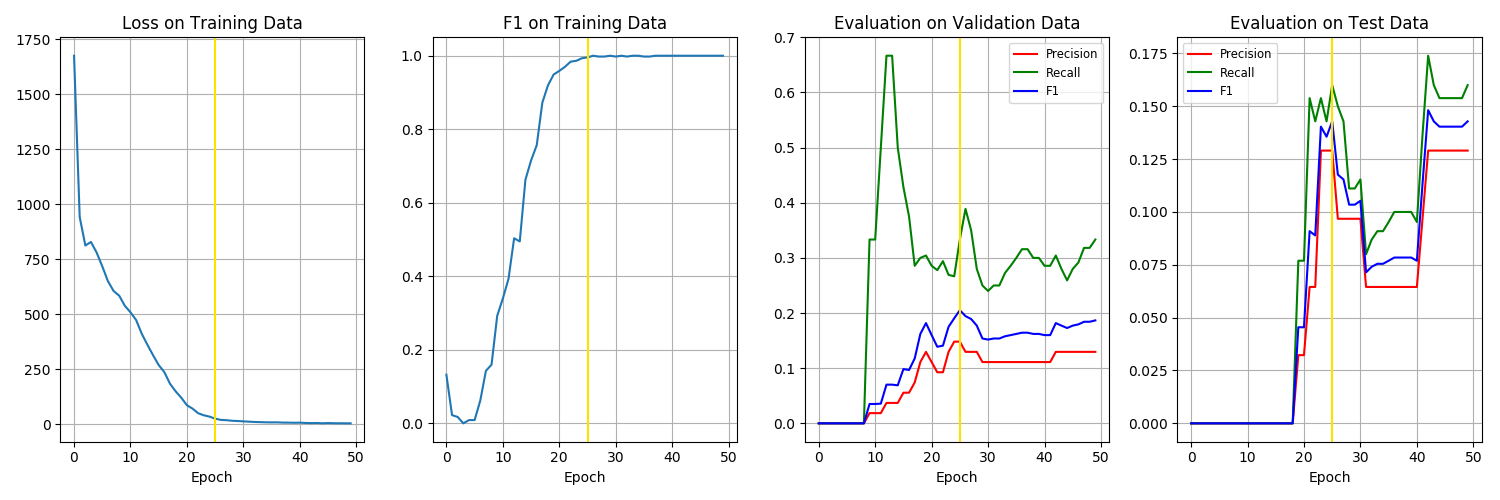 Loss on Training Data
1750
1500
1250
1000
750
500
250
0
0 10 20 30 40 50
Epoch
F1 on Training Data
1.0
0.8
0.6
0.4
0.2
0.0
0 10 20 30 40 50
Epoch
Evaluation on Validation Data
Precision
Recall
F1
0.7
0.6
0.5
0.4
0.3
0.2
0.1
0.0
0 10 20 30 40 50
Epoch
Evaluation on Test Data
Precision
Recall
F1
0.175
0.150
0.125
0.100
0.075
0.050
0.025
0.000
0 10 20 30 40 50
Epoch